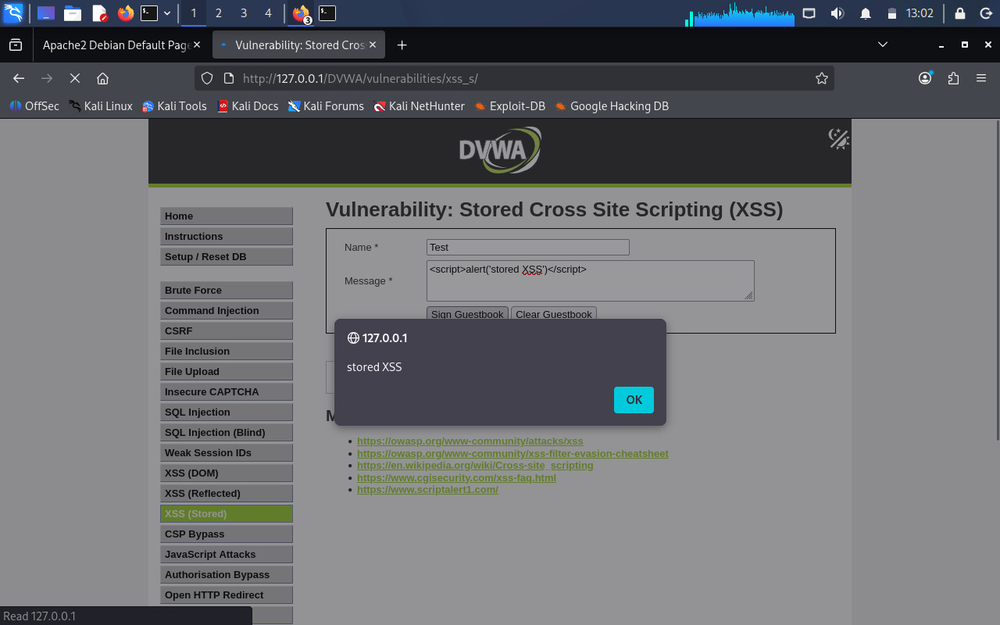 1 2 3 4 3 13:02
Apache2 Debian Default Page Vulnerability: Stored Cros
http://127.0.0.1/DVWA/vulnerabilities/xss_s/
OffSec Kali Linux Kali Tools Kali Docs Kali Forums Kali NetHunter Exploit-DB Google Hacking DB
DVWA
Home
Instructions
Setup / Reset DB
Brute Force
Command Injection
CSRF
File Inclusion
File Upload
Insecure CAPTCHA
SQL Injection
SQL Injection (Blind)
Weak Session IDs
XSS (DOM)
XSS (Reflected)
XSS (Stored)
CSP Bypass
JavaScript Attacks
Authorisation Bypass
Open HTTP Redirect
Vulnerability: Stored Cross Site Scripting (XSS)
Name * Test
Message * <script>alert('stored XSS')</script>
Sign Guestbook Clear Guestbook
127.0.0.1
stored XSS
OK
https://owasp.org/www-community/attacks/xss
https://owasp.org/www-community/xss-filter-evasion-cheatsheet
https://en.wikipedia.org/wiki/Cross-site_scripting
https://www.cgisecurity.com/xss-faq.html
https://www.scriptalert1.com/
Read 127.0.0.1